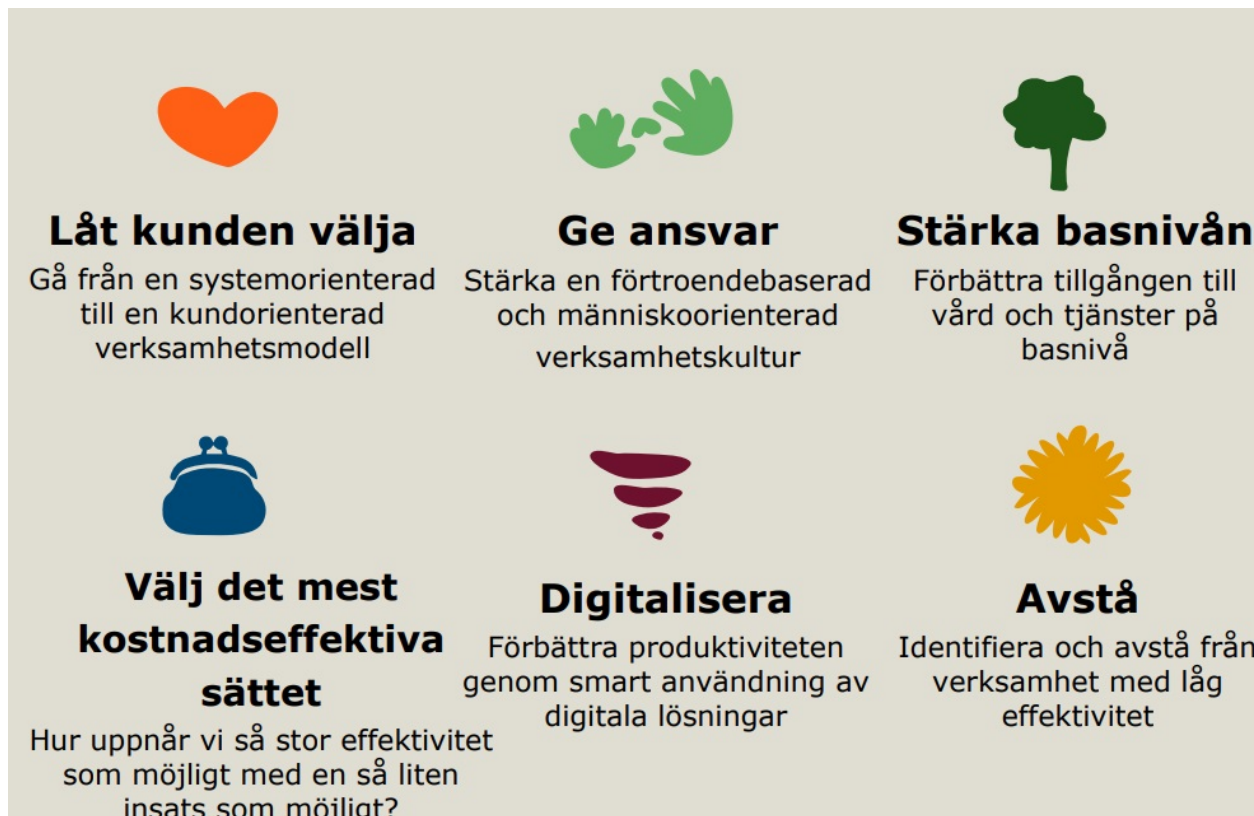 Låt kunden välja
Gå från en systemorienterad
till en kundorienterad
verksamhetsmodell
Ge ansvar
Stärka en förtroendebaserad
och människoorienterad
verksamhetskultur
Stärka basnivån
Förbättra tillgången till
vård och tjänster på
basnivå
Välj det mest
kostnadseffektiva
sättet
Hur uppnår vi så stor effektivitet
som möjligt med en så liten
insats som möjligt?
Digitalisera
Förbättra produktiviteten
genom smart användning av
digitala lösningar
Avstå
Identifiera och avstå från
verksamhet med låg
effektivitet